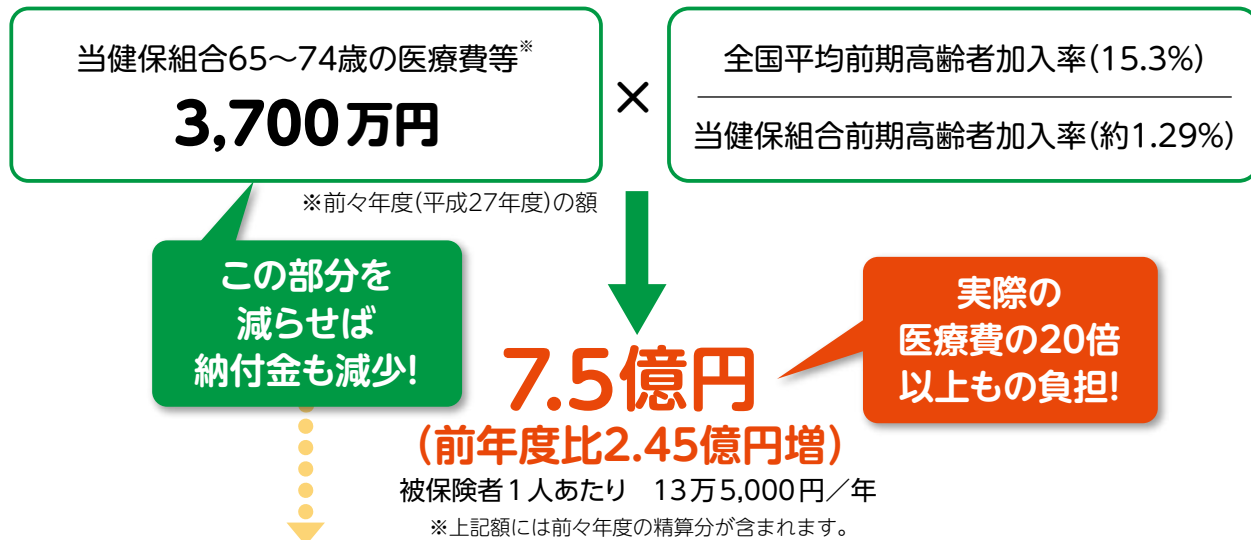 当健保組合65～74歳の医療費等※
3,700万円
×
全国平均前期高齢者加入率(15.3%)
当健保組合前期高齢者加入率(約1.29%)
※前々年度(平成27年度)の額
この部分を
減らせば
納付金も減少!
7.5億円
(前年度比2.45億円増)
実際の
医療費の20倍
以上もの負担!
被保険者1人あたり　13万5,000円／年
※上記額には前々年度の精算分が含まれます。